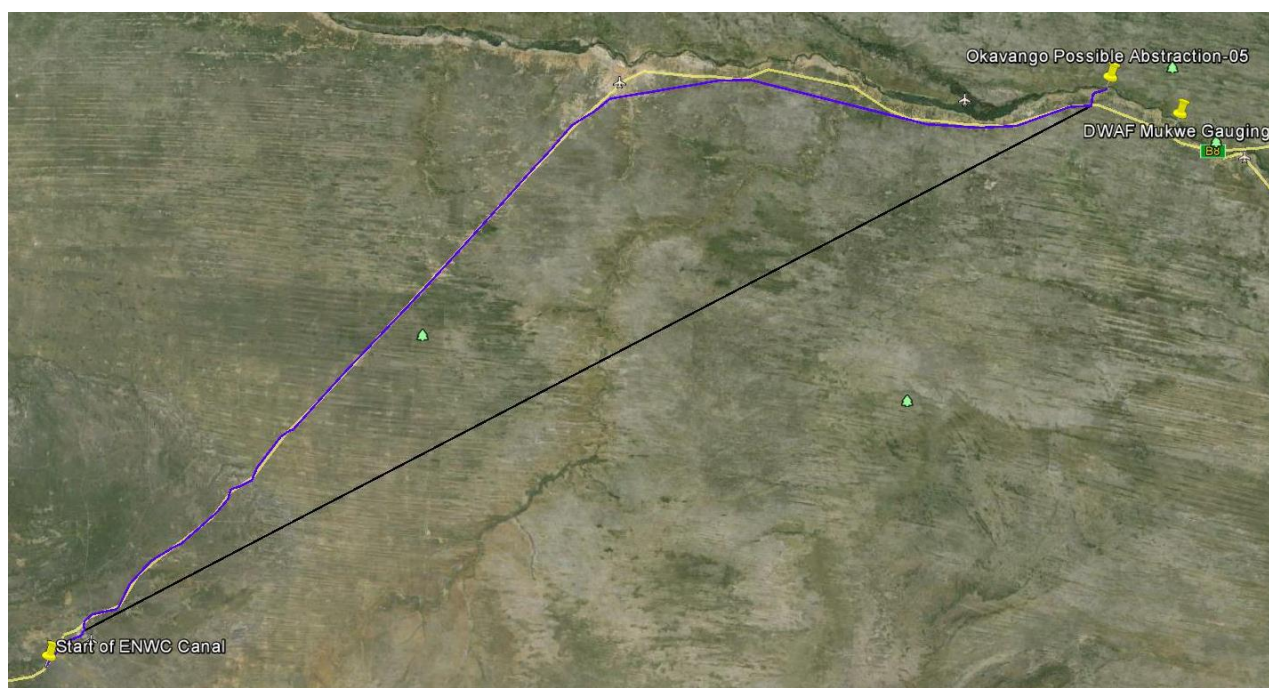 Okavango Possible Abstraction-05
DWAF Mukwe Gauging
B8
Start of ENWC Canal